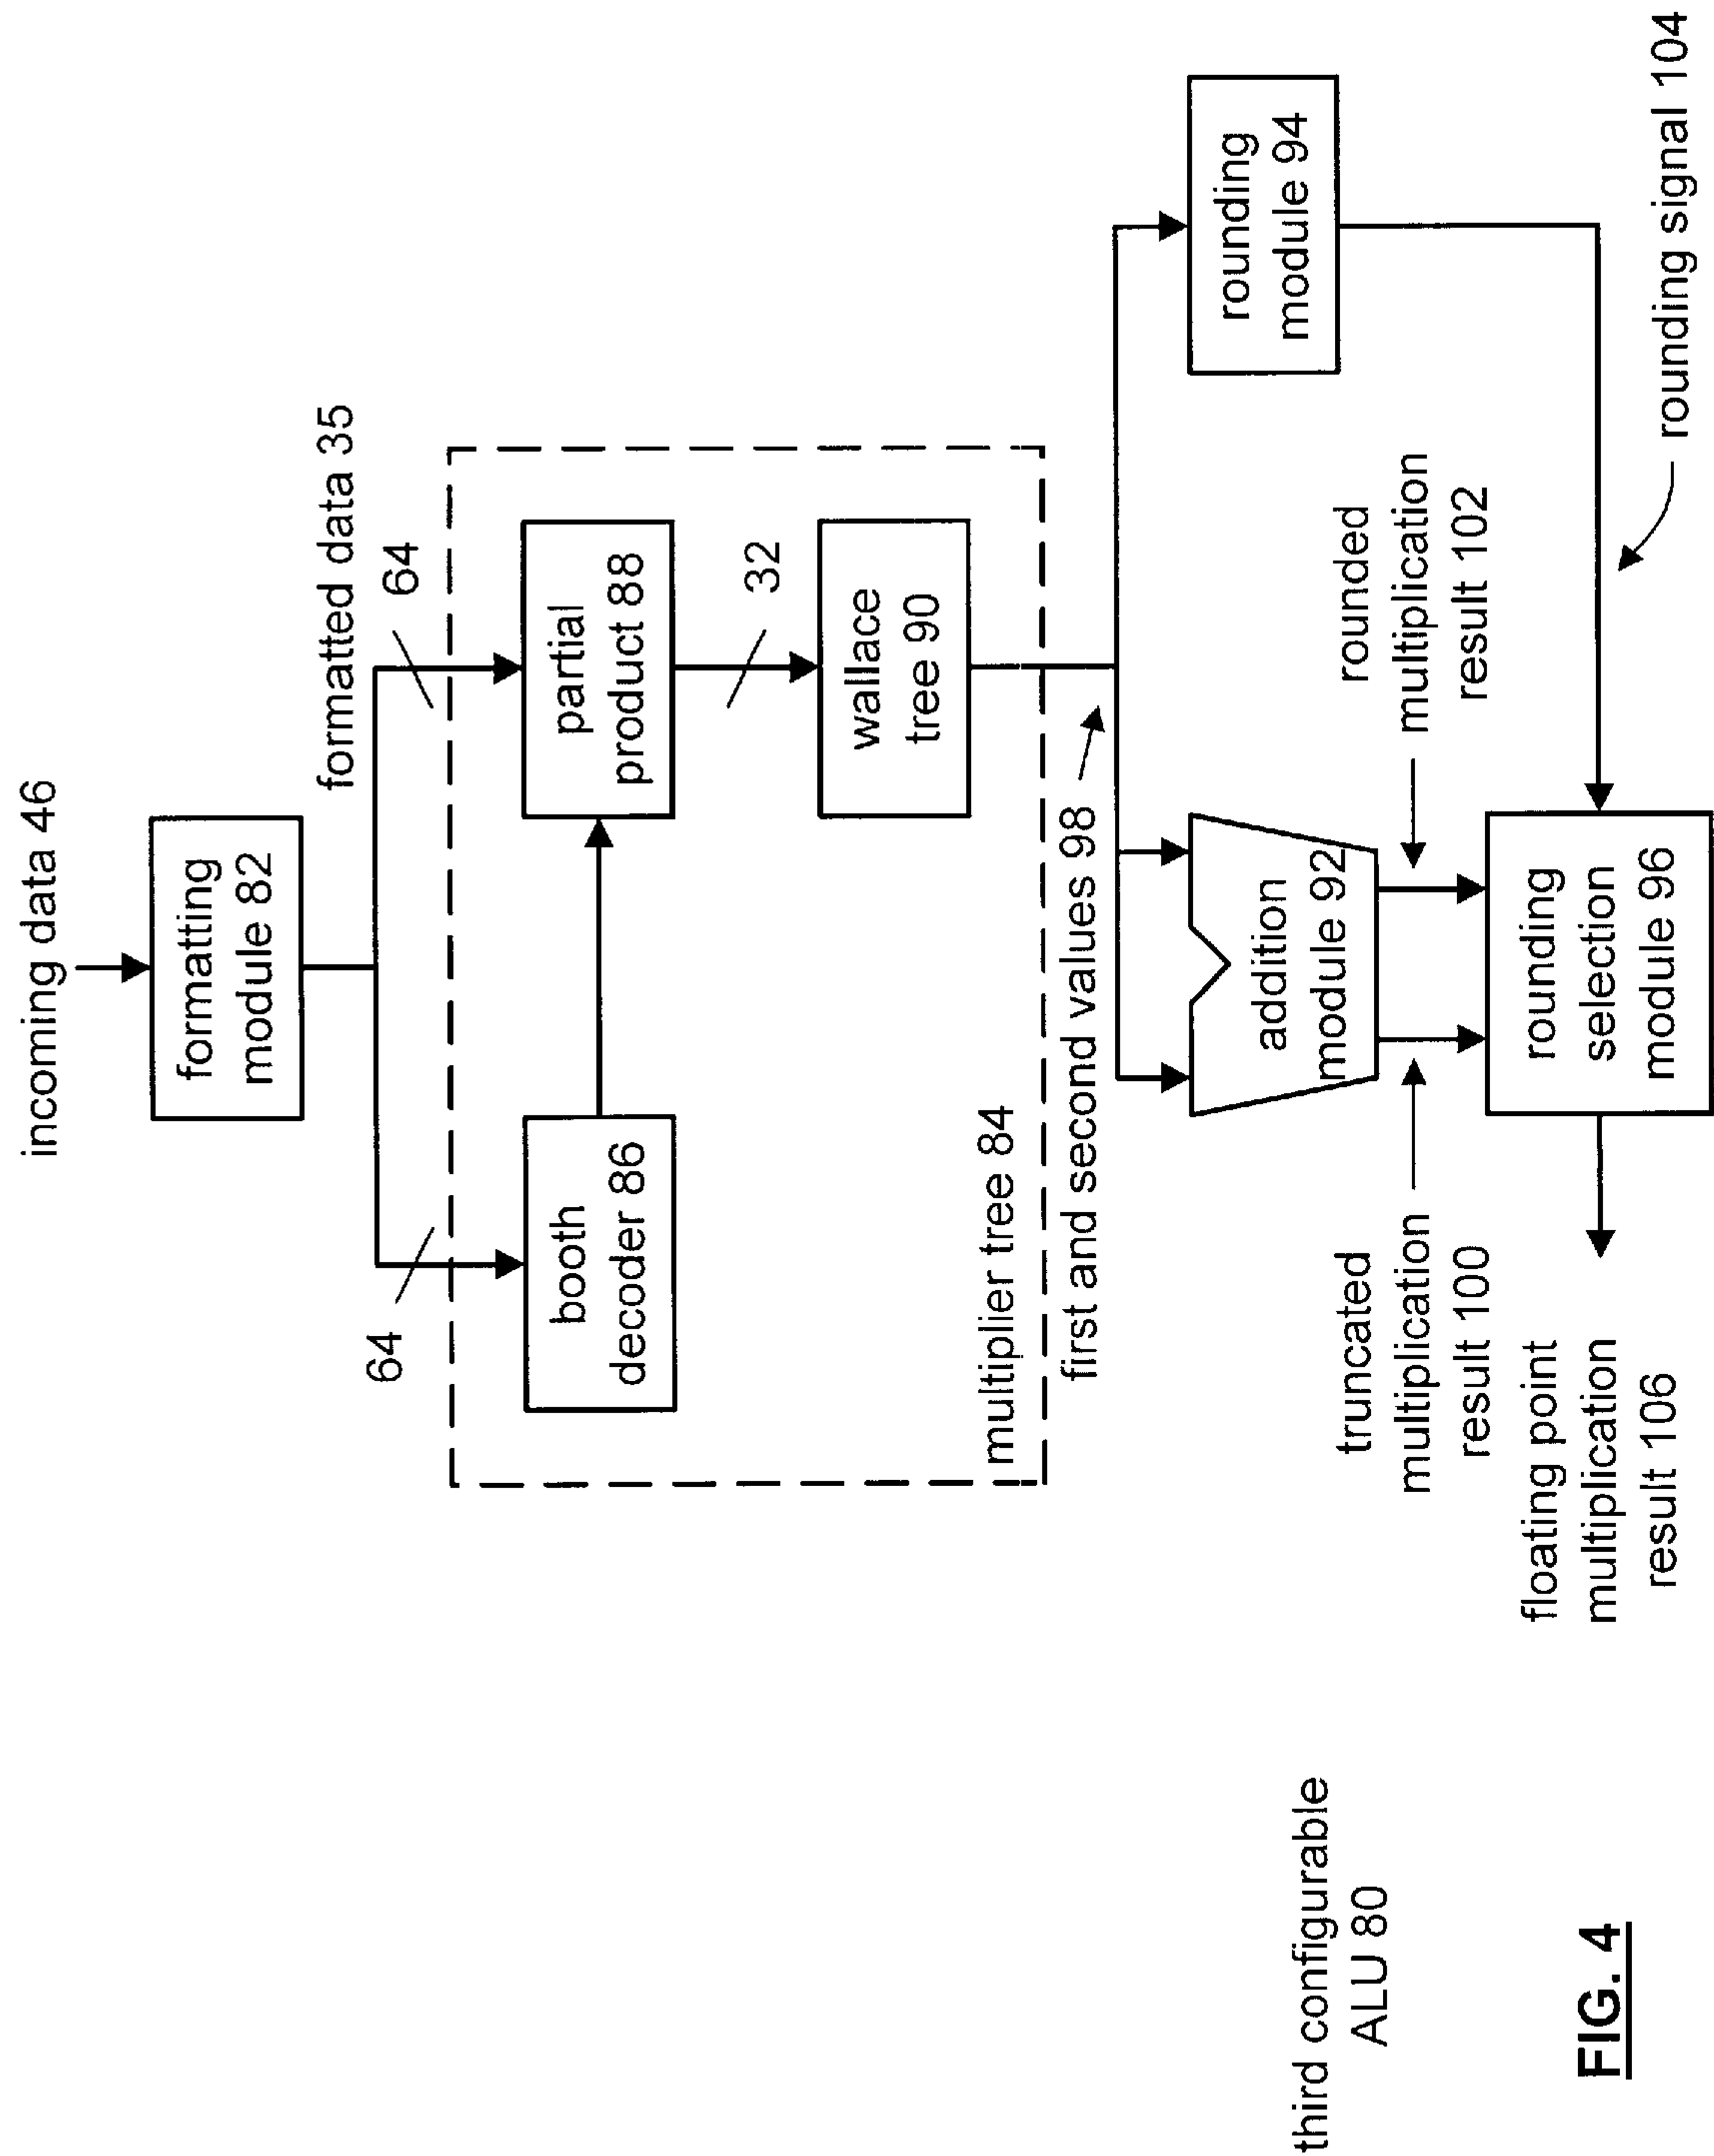 incoming data 46
formatting
module 82
formatted data 35
64
64
booth
decoder 86
partial
product 88
32
wallace
tree 90
multiplier tree 84
first and second values 98
addition
module 92
rounding
module 94
truncated
multiplication
result 100
rounded
multiplication
result 102
rounding
selection
module 96
rounding signal 104
floating point
multiplication
result 106
third configurable
ALU 80
FIG. 4